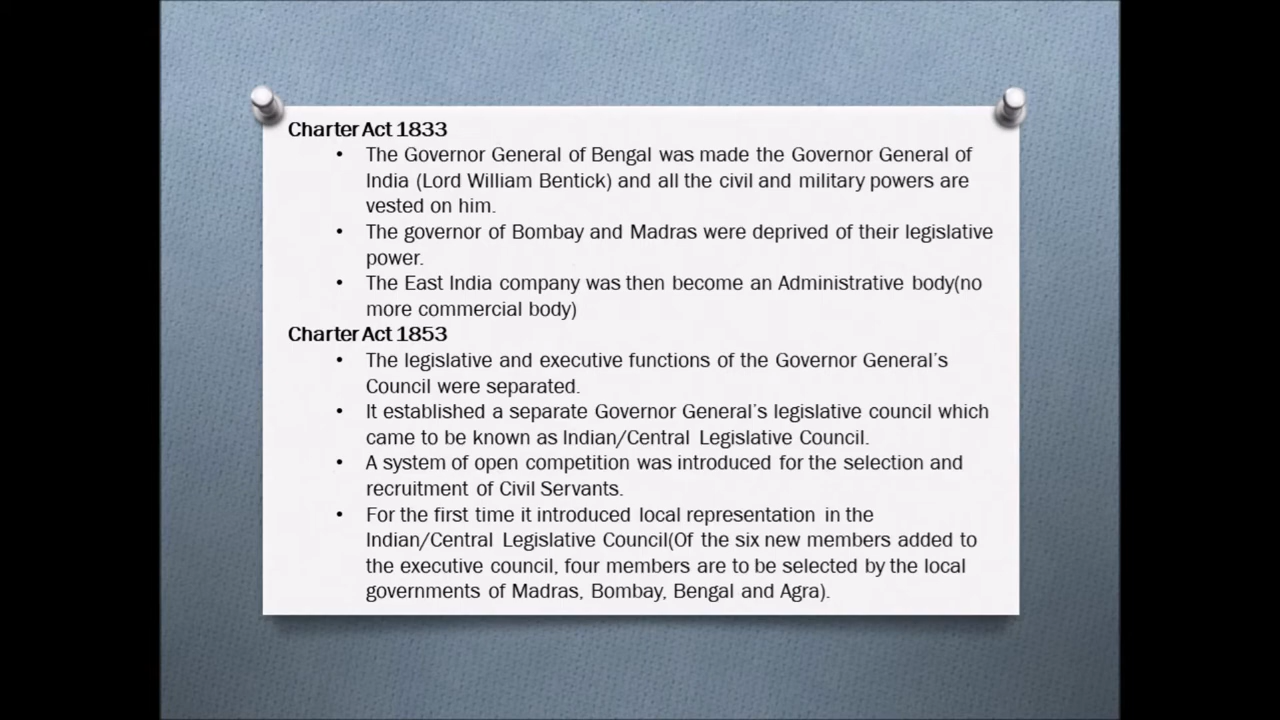 Charter Act 1833
• The Governor General of Bengal was made the Governor General of
India (Lord William Bentick) and all the civil and military powers are
vested on him.
• The governor of Bombay and Madras were deprived of their legislative
power.
• The East India company was then become an Administrative body(no
more commercial body)
Charter Act 1853
• The legislative and executive functions of the Governor General's
Council were separated.
• It established a separate Governor General's legislative council which
came to be known as Indian/Central Legislative Council.
• A system of open competition was introduced for the selection and
recruitment of Civil Servants.
• For the first time it introduced local representation in the
Indian/Central Legislative Council(Of the six new members added to
the executive council, four members are to be selected by the local
governments of Madras, Bombay, Bengal and Agra).